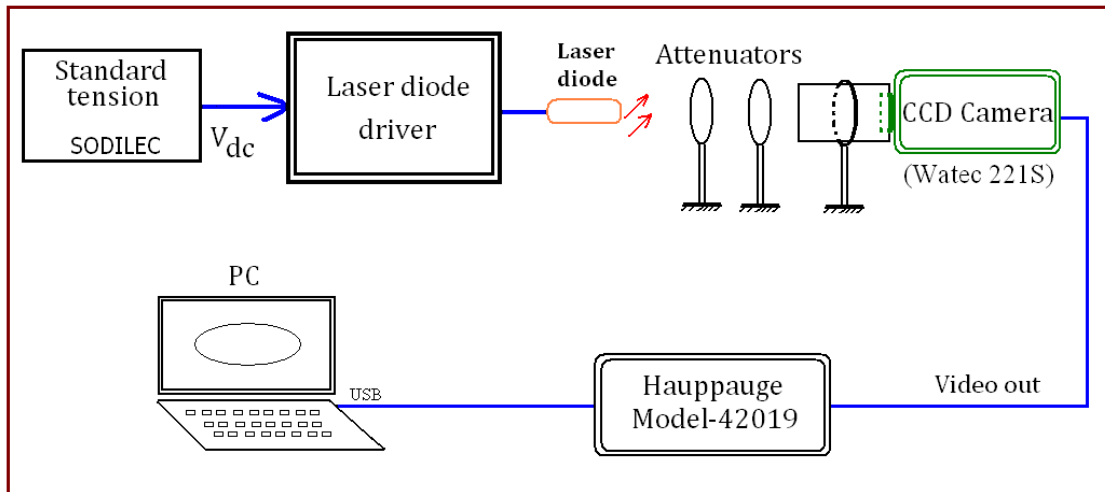 Standard
tension
SODILEC
Vdc
Laser diode
driver
Laser
diode
Attenuators
CCD Camera
(Watec 221S)
PC
USB
Hauppauge
Model-42019
Video out